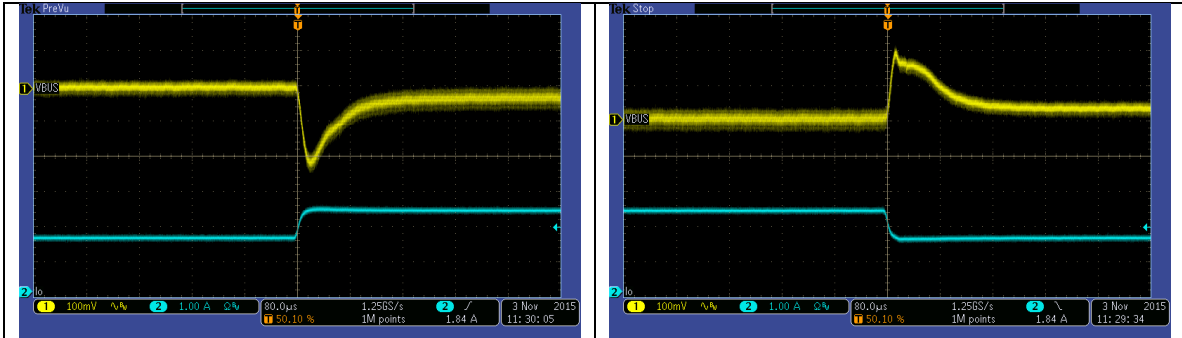 Tek PreVu
T
T
1 VBUS
2 Io
1 100mV 2 1.00 A Ω 80.0µs 1.25GS/s 2 3 Nov 2015
T 50.10 % 1M points 1.84 A 11:30:05
Tek Stop
T
T
1 VBUS
2 Io
1 100mV 2 1.00 A Ω 80.0µs 1.25GS/s 2 3 Nov 2015
T 50.10 % 1M points 1.84 A 11:29:34